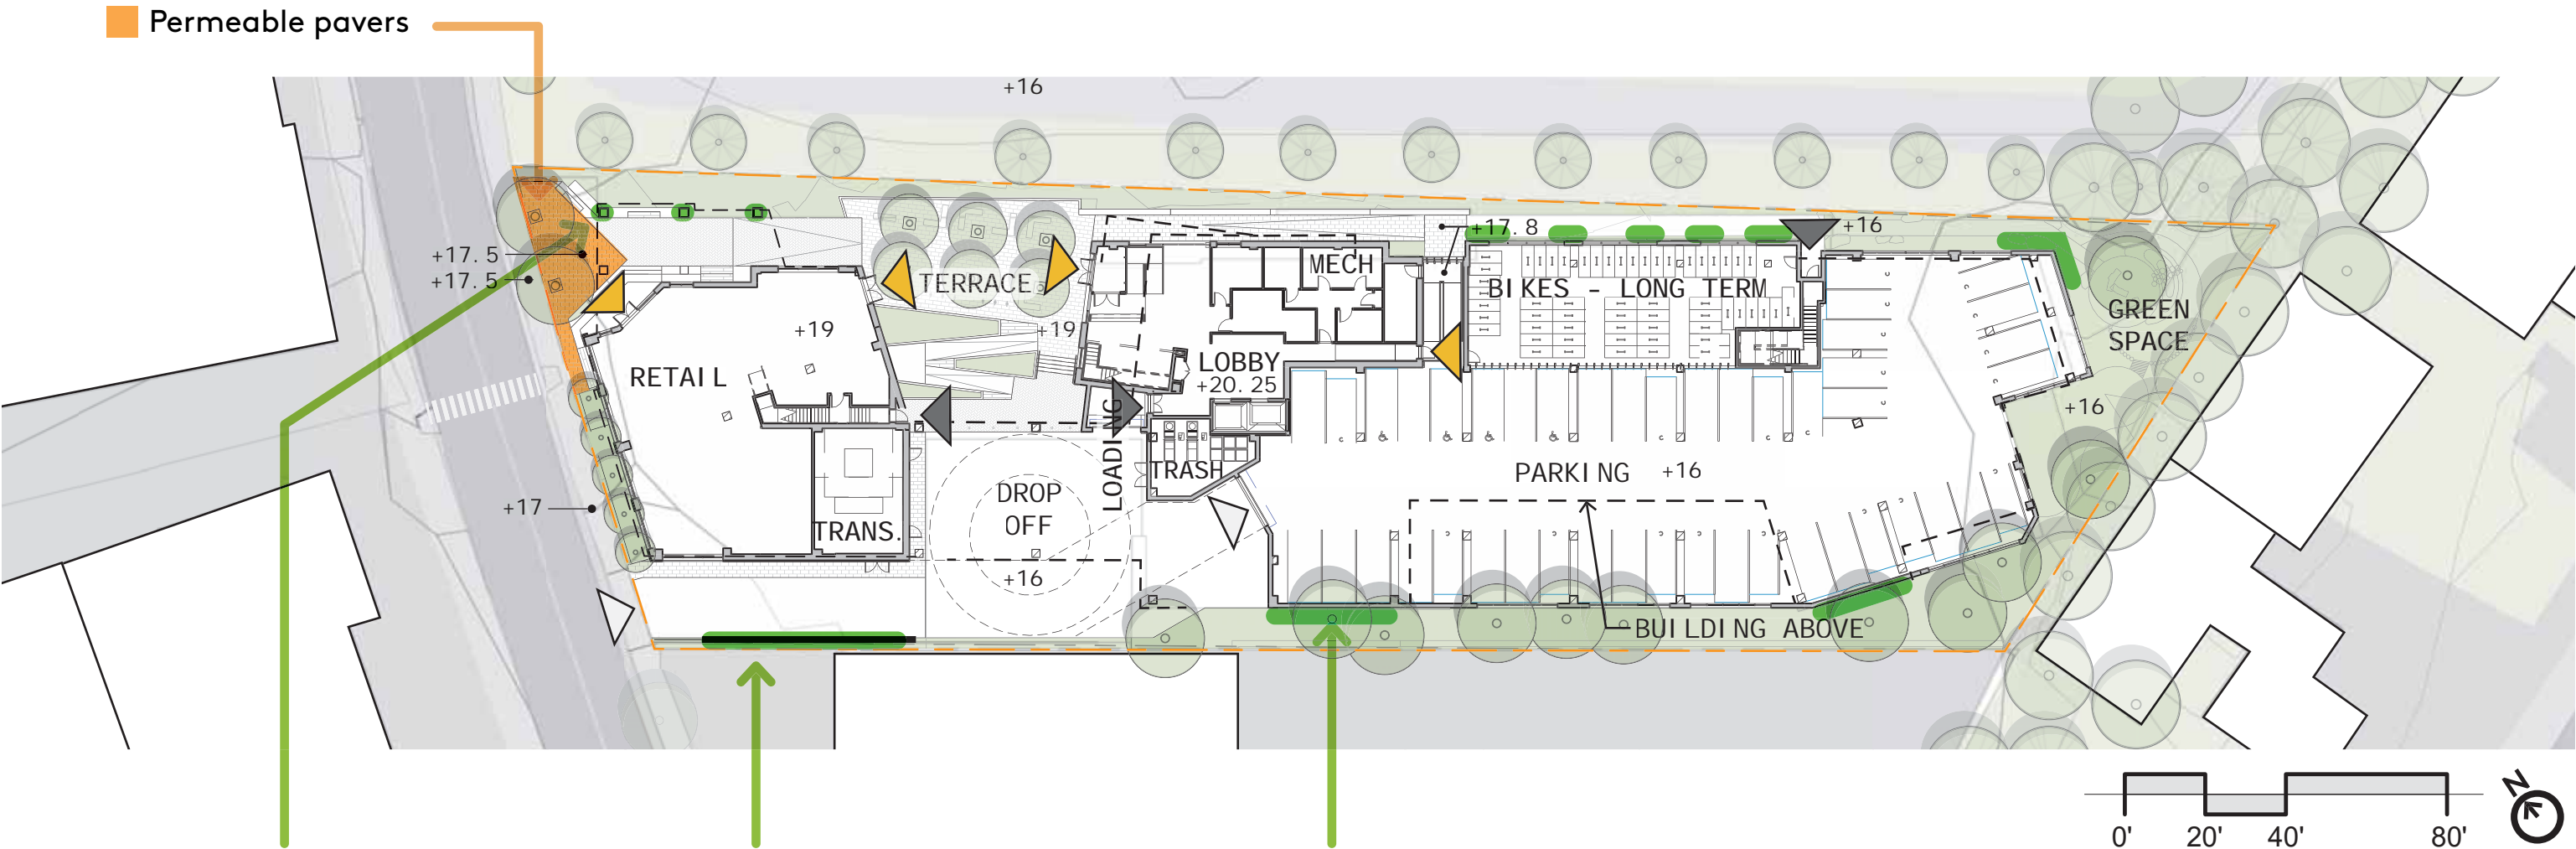 Permeable pavers
+16
+17.5
+17.5
+17.8
+16
MECH
TERRACE
BIKES - LONG TERM
GREEN
SPACE
+19
+19
LOBBY
+20.25
RETAIL
+16
LOADING
TRASH
PARKING +16
DROP
OFF
+17
TRANS.
+16
BUILDING ABOVE
N
0' 20' 40' 80'